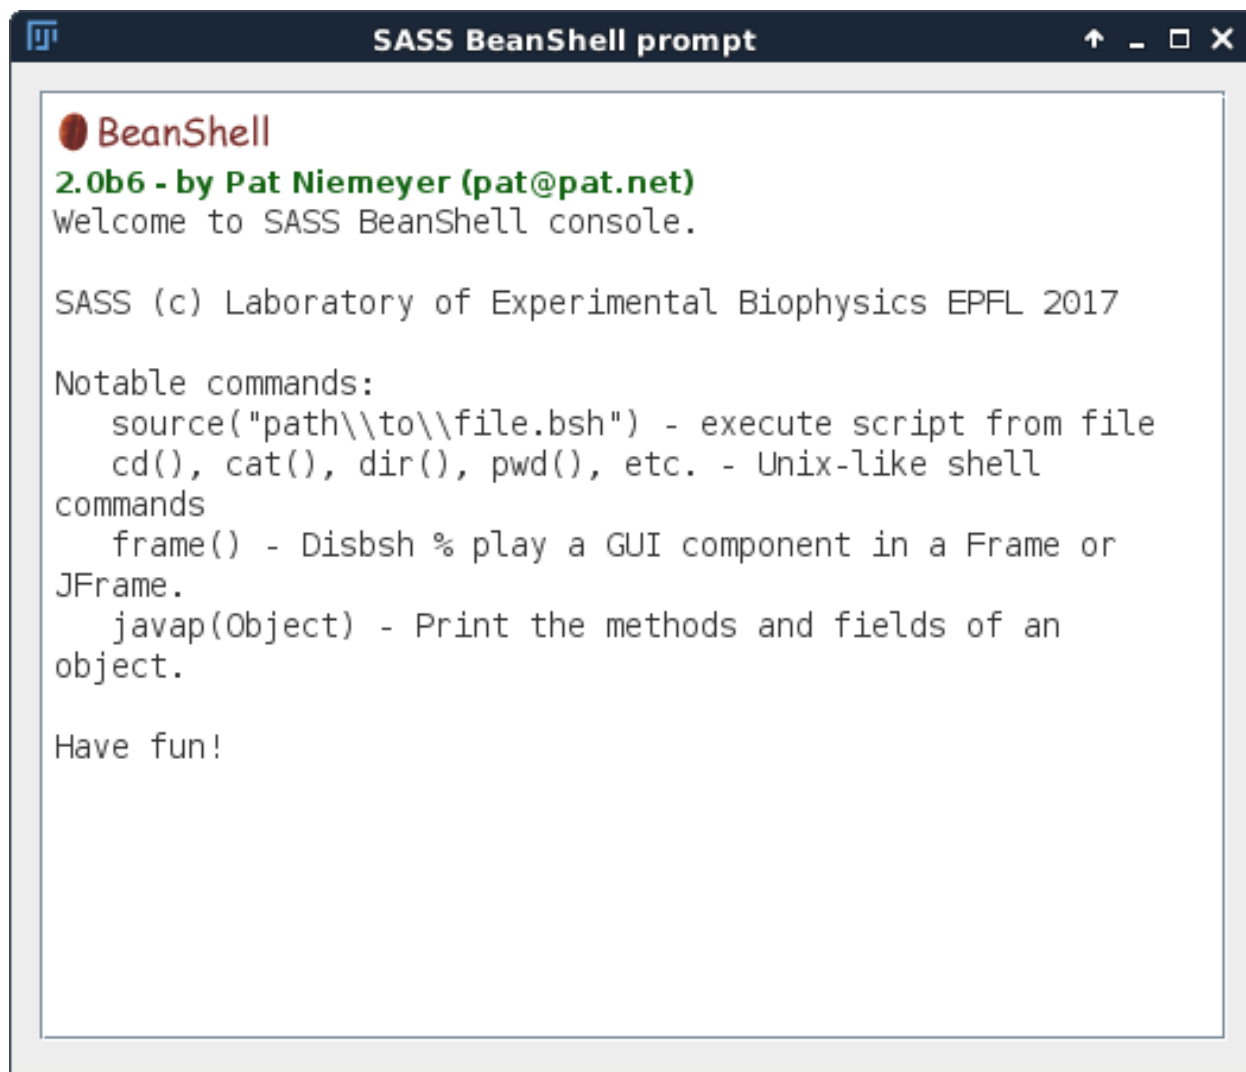 SASS BeanShell prompt
BeanShell
2.0b6 - by Pat Niemeyer (pat@pat.net)
Welcome to SASS BeanShell console.
SASS (c) Laboratory of Experimental Biophysics EPFL 2017
Notable commands:
source("path\\to\\file.bsh") - execute script from file
cd(), cat(), dir(), pwd(), etc. - Unix-like shell
commands
frame() - Disbsh % play a GUI component in a Frame or
JFrame.
javap(Object) - Print the methods and fields of an
object.
Have fun!